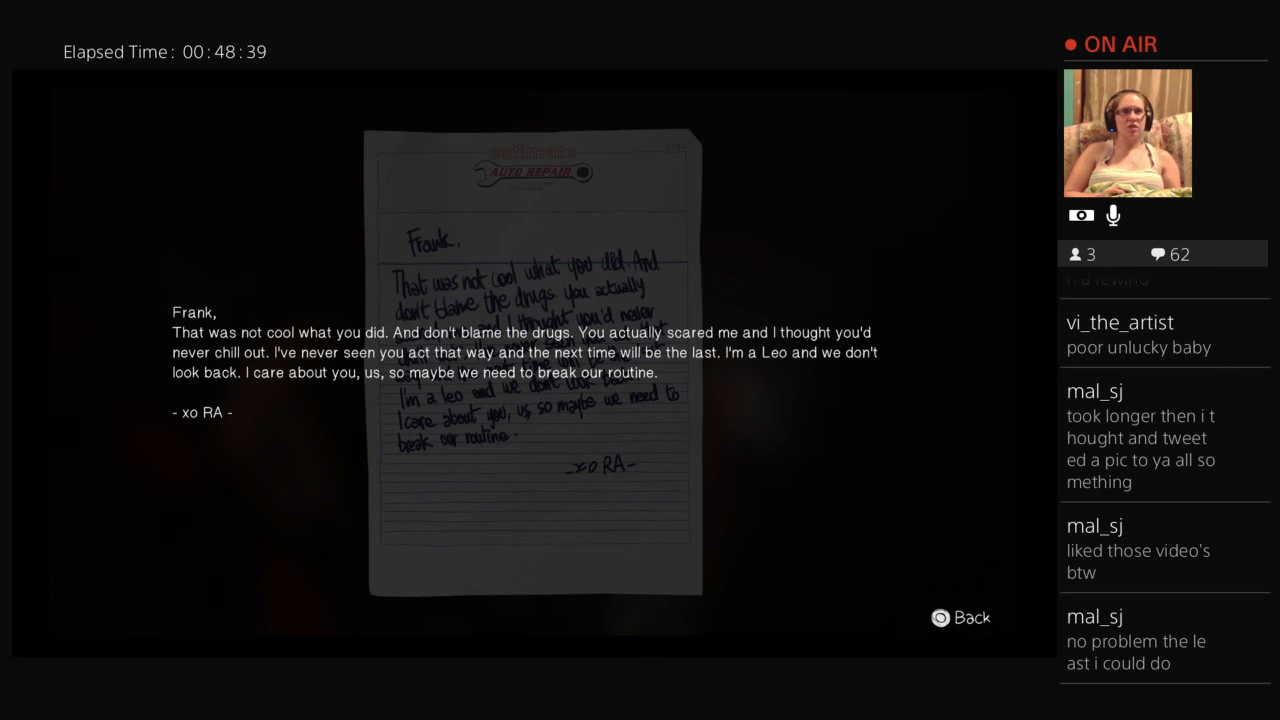 Elapsed Time: 00:48:39
ON AIR
3
62
vi_the_artist
poor unlucky baby
mal_sj
took longer then i t
hought and tweet
ed a pic to ya all so
mething
mal_sj
liked those video's
btw
mal_sj
no problem the le
ast i could do
estimate
AUTO REPAIR
Frank,
That was not cool what you did. And
don't blame the drugs. You actually
I'm a leo and we don't look back.
I care about you, us, so maybe we need to
break our routine.
-xo RA-
Frank,
That was not cool what you did. And don't blame the drugs. You actually scared me and I thought you'd
never chill out. I've never seen you act that way and the next time will be the last. I'm a Leo and we don't
look back. I care about you, us, so maybe we need to break our routine.
- xo RA -
Back